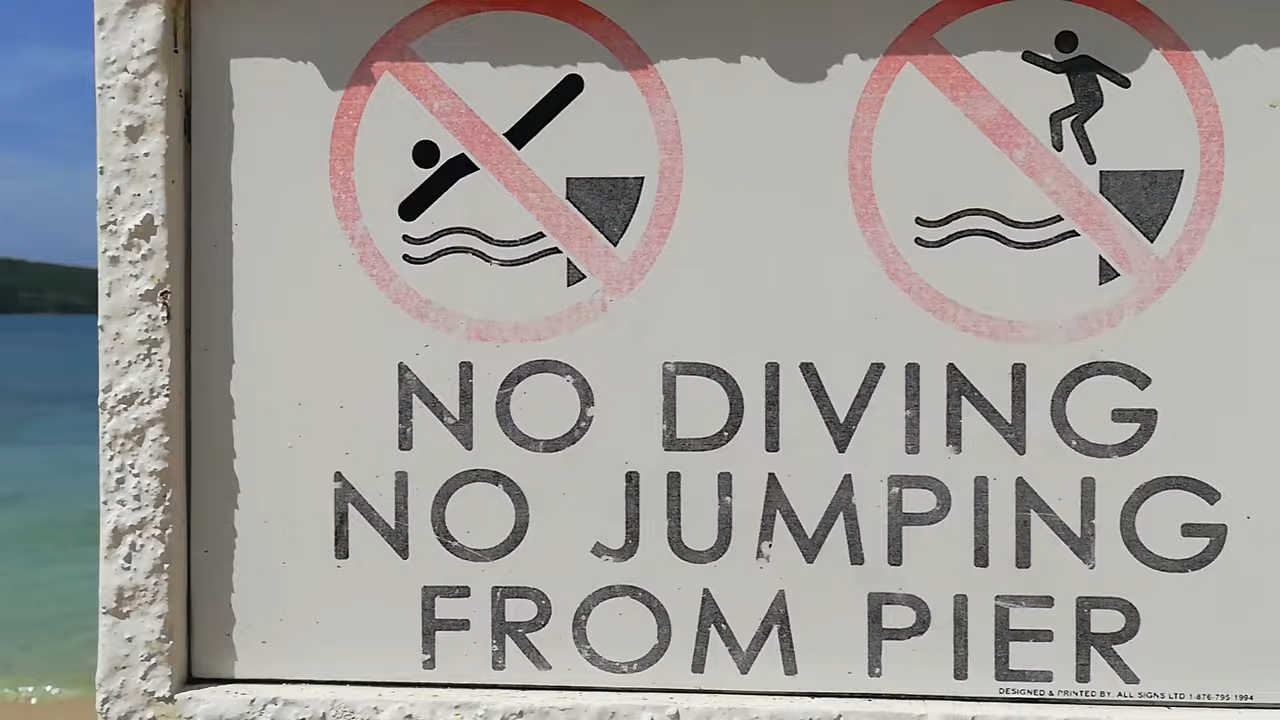 NO DIVING
NO JUMPING
FROM PIER
DESIGNED & PRINTED BY: ALL SIGNS LTD 1-876-795-1994